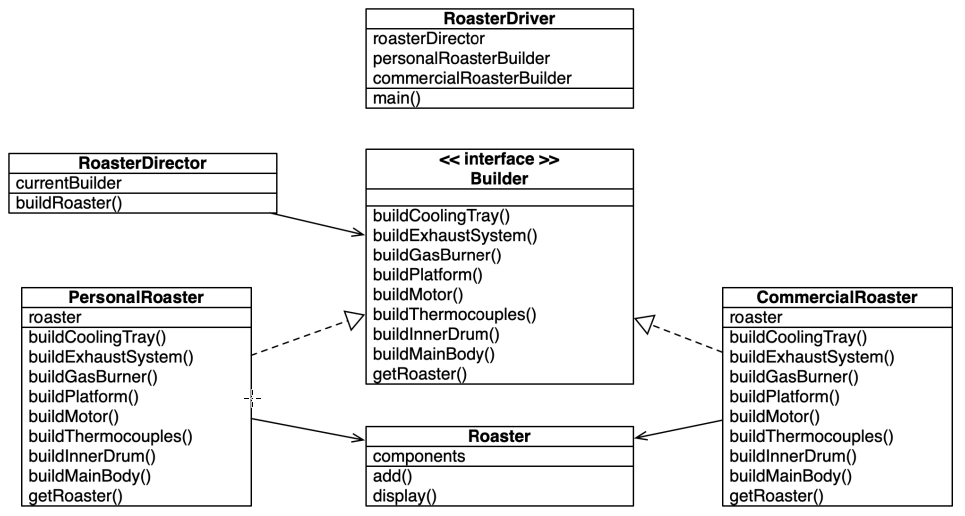 RoasterDriver
roasterDirector
personalRoasterBuilder
commercialRoasterBuilder
main()
RoasterDirector
currentBuilder
buildRoaster()
<< interface >>
Builder
buildCoolingTray()
buildExhaustSystem()
buildGasBurner()
buildPlatform()
buildMotor()
buildThermocouples()
buildInnerDrum()
buildMainBody()
getRoaster()
PersonalRoaster
roaster
buildCoolingTray()
buildExhaustSystem()
buildGasBurner()
buildPlatform()
buildMotor()
buildThermocouples()
buildInnerDrum()
buildMainBody()
getRoaster()
CommercialRoaster
roaster
buildCoolingTray()
buildExhaustSystem()
buildGasBurner()
buildPlatform()
buildMotor()
buildThermocouples()
buildInnerDrum()
buildMainBody()
getRoaster()
Roaster
components
add()
display()